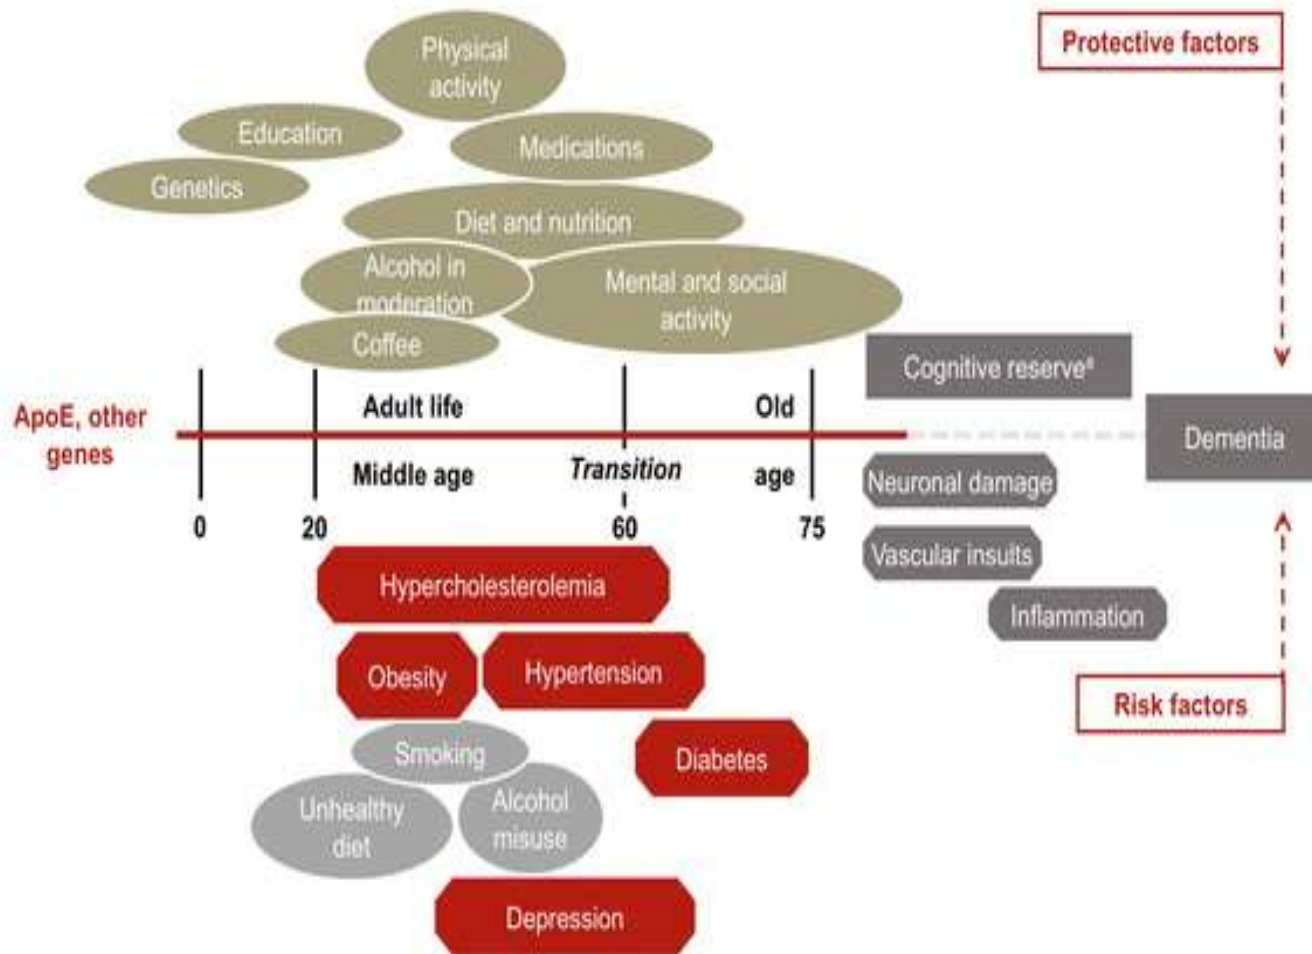 Physical
activity
Protective factors
Education
Medications
Genetics
Diet and nutrition
Alcohol in
moderation
Mental and social
activity
Coffee
Cognitive reserveª
ApoE, other
genes
Adult life
Old
Dementia
Middle age
Transition
age
Neuronal damage
0
20
60
75
Vascular insults
Hypercholesterolemia
Inflammation
Obesity
Hypertension
Risk factors
Smoking
Diabetes
Unhealthy
diet
Alcohol
misuse
Depression